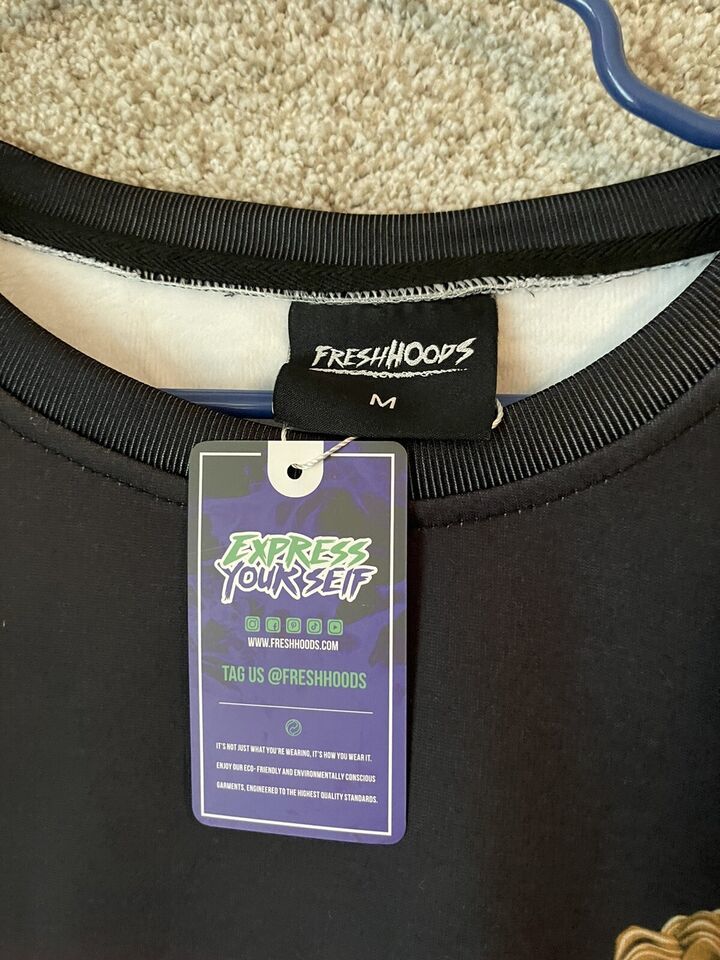 FRESHHOODS
M
EXPRESS
YOURSELF
WWW.FRESHHOODS.COM
TAG US @FRESHHOODS
IT'S NOT JUST WHAT YOU'RE WEARING, IT'S HOW YOU WEAR IT.
ENJOY OUR ECO- FRIENDLY AND ENVIRONMENTALLY CONSCIOUS
GARMENTS, ENGINEERED TO THE HIGHEST QUALITY STANDARDS.